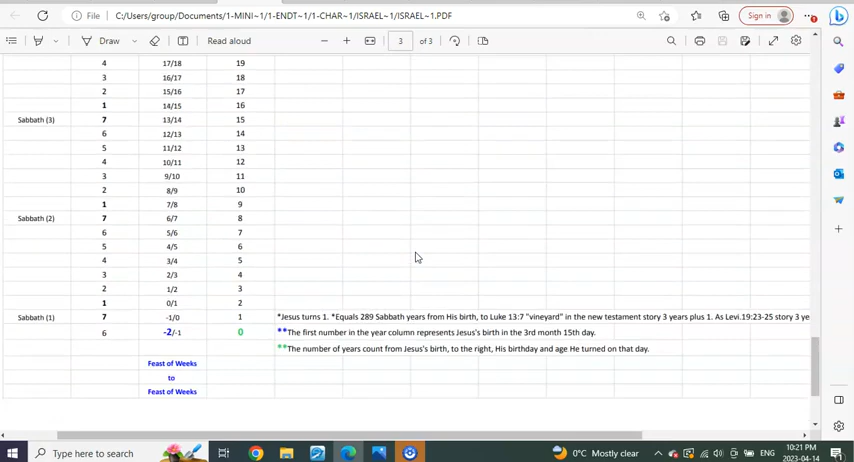 File C:/Users/group/Documents/1-MINI~1/1-ENDT~1/1-CHAR~1/ISRAEL~1/ISRAEL~1.PDF Sign in
Draw Read aloud 3 of 3
4 17/18 19
3 16/17 18
2 15/16 17
1 14/15 16
Sabbath (3) 7 13/14 15
6 12/13 14
5 11/12 13
4 10/11 12
3 9/10 11
2 8/9 10
1 7/8 9
Sabbath (2) 7 6/7 8
6 5/6 7
5 4/5 6
4 3/4 5
3 2/3 4
2 1/2 3
1 0/1 2
Sabbath (1) 7 -1/0 1 *Jesus turns 1. *Equals 289 Sabbath years from His birth, to Luke 13:7 "vineyard" in the new testament story 3 years plus 1. As Levi.19:23-25 story 3 ye
6 -2/-1 0 **The first number in the year column represents Jesus's birth in the 3rd month 15th day.
**The number of years count from Jesus's birth, to the right, His birthday and age He turned on that day.
Feast of Weeks
to
Feast of Weeks
Type here to search 0°C Mostly clear ENG 10:21 PM
2023-04-14